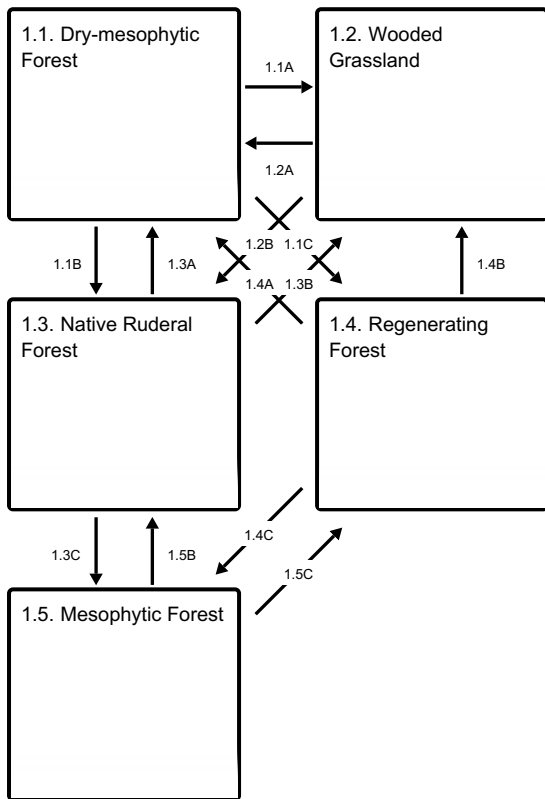 1.1. Dry-mesophytic
Forest
1.2. Wooded
Grassland
1.1A
1.2A
1.1B
1.3A
1.2B
1.1C
1.4A
1.3B
1.4B
1.3. Native Ruderal
Forest
1.4. Regenerating
Forest
1.3C
1.5B
1.4C
1.5C
1.5. Mesophytic Forest